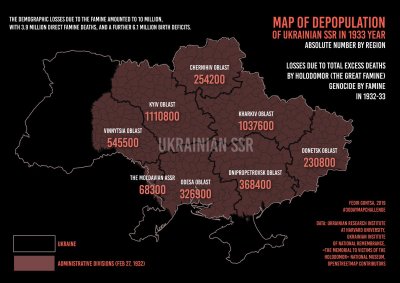 THE DEMOGRAPHIC LOSSES DUE TO THE FAMINE AMOUNTED TO 10 MILLION,
WITH 3.9 MILLION DIRECT FAMINE DEATHS, AND A FURTHER 6.1 MILLION BIRTH DEFICITS.
MAP OF DEPOPULATION
OF UKRAINIAN SSR IN 1933 YEAR
ABSOLUTE NUMBER BY REGION
LOSSES DUE TO TOTAL EXCESS DEATHS
BY HOLODOMOR (THE GREAT FAMINE)
GENOCIDE BY FAMINE
IN 1932-33
CHERNIHIV OBLAST
254200
KYIV OBLAST
1110800
KHARKIV OBLAST
1037600
VINNYTSIA OBLAST
545500
UKRAINIAN SSR
DONETSK OBLAST
230800
DNIPROPETROVSK OBLAST
368400
THE MOLDAVIAN ASSR
68300
ODESA OBLAST
326900
FEDIR GONTSA, 2019
#30DAYMAPCHALLENGE
DATA: UKRAINIAN RESEARCH INSTITUTE
AT HARVARD UNIVERSITY,
UKRAINIAN INSTITUTE
OF NATIONAL REMEMBRANCE,
«THE MEMORIAL TO VICTIMS OF THE
HOLODOMOR» NATIONAL MUSEUM,
OPENSTREETMAP CONTRIBUTORS
UKRAINE
ADMINISTRATIVE DIVISIONS (FEB 27, 1932)